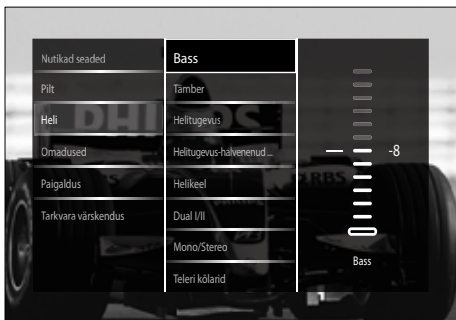 Nutikad seaded
Pilt
Heli
Omadused
Paigaldus
Tarkvara värskendus
Bass
Tämber
Helitugevus
Helitugevus-halvenenud ...
Helikeel
Dual I/II
Mono/Stereo
Teleri kõlarid
-8
Bass
RBS